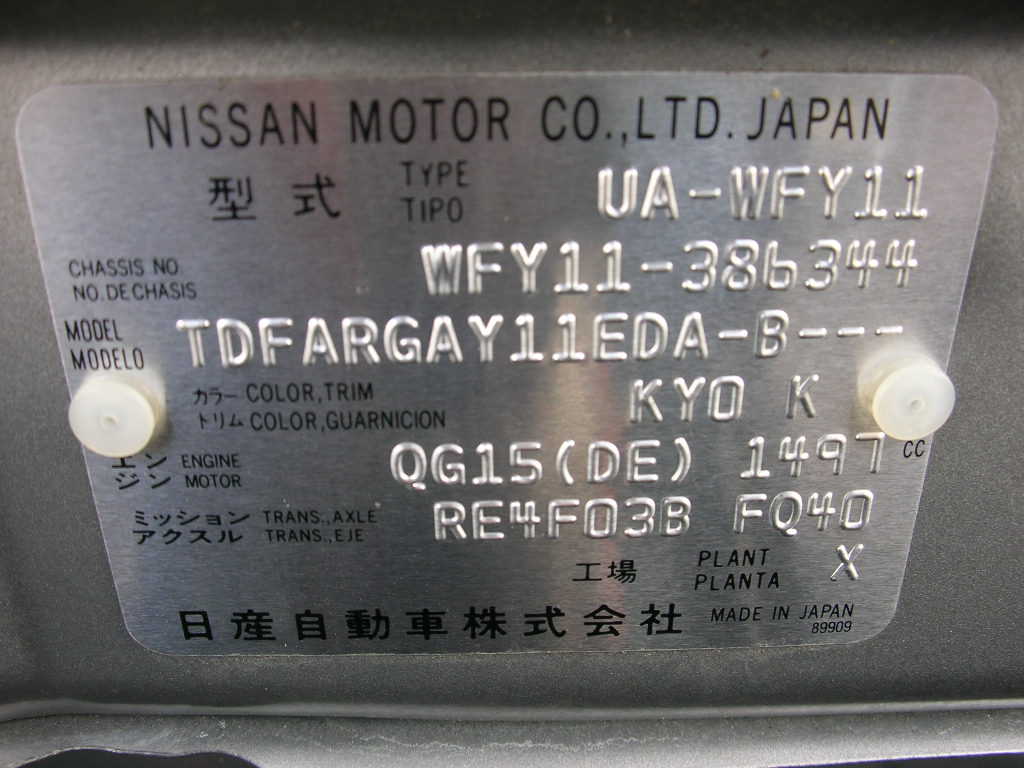 NISSAN MOTOR CO.,LTD. JAPAN
型式 TYPE TIPO UA-WFY11
CHASSIS NO. NO.DE CHASIS WFY11-386344
MODEL MODELO TDFARGAY11EDA-B---
カラー COLOR,TRIM
トリム COLOR,GUARNICION KY0 K
エン ENGINE
ジン MOTOR QG15(DE) 1497 CC
ミッション TRANS.,AXLE
アクスル TRANS.,EJE RE4F03B FQ40
工場 PLANT PLANTA X
日産自動車株式会社 MADE IN JAPAN
89909